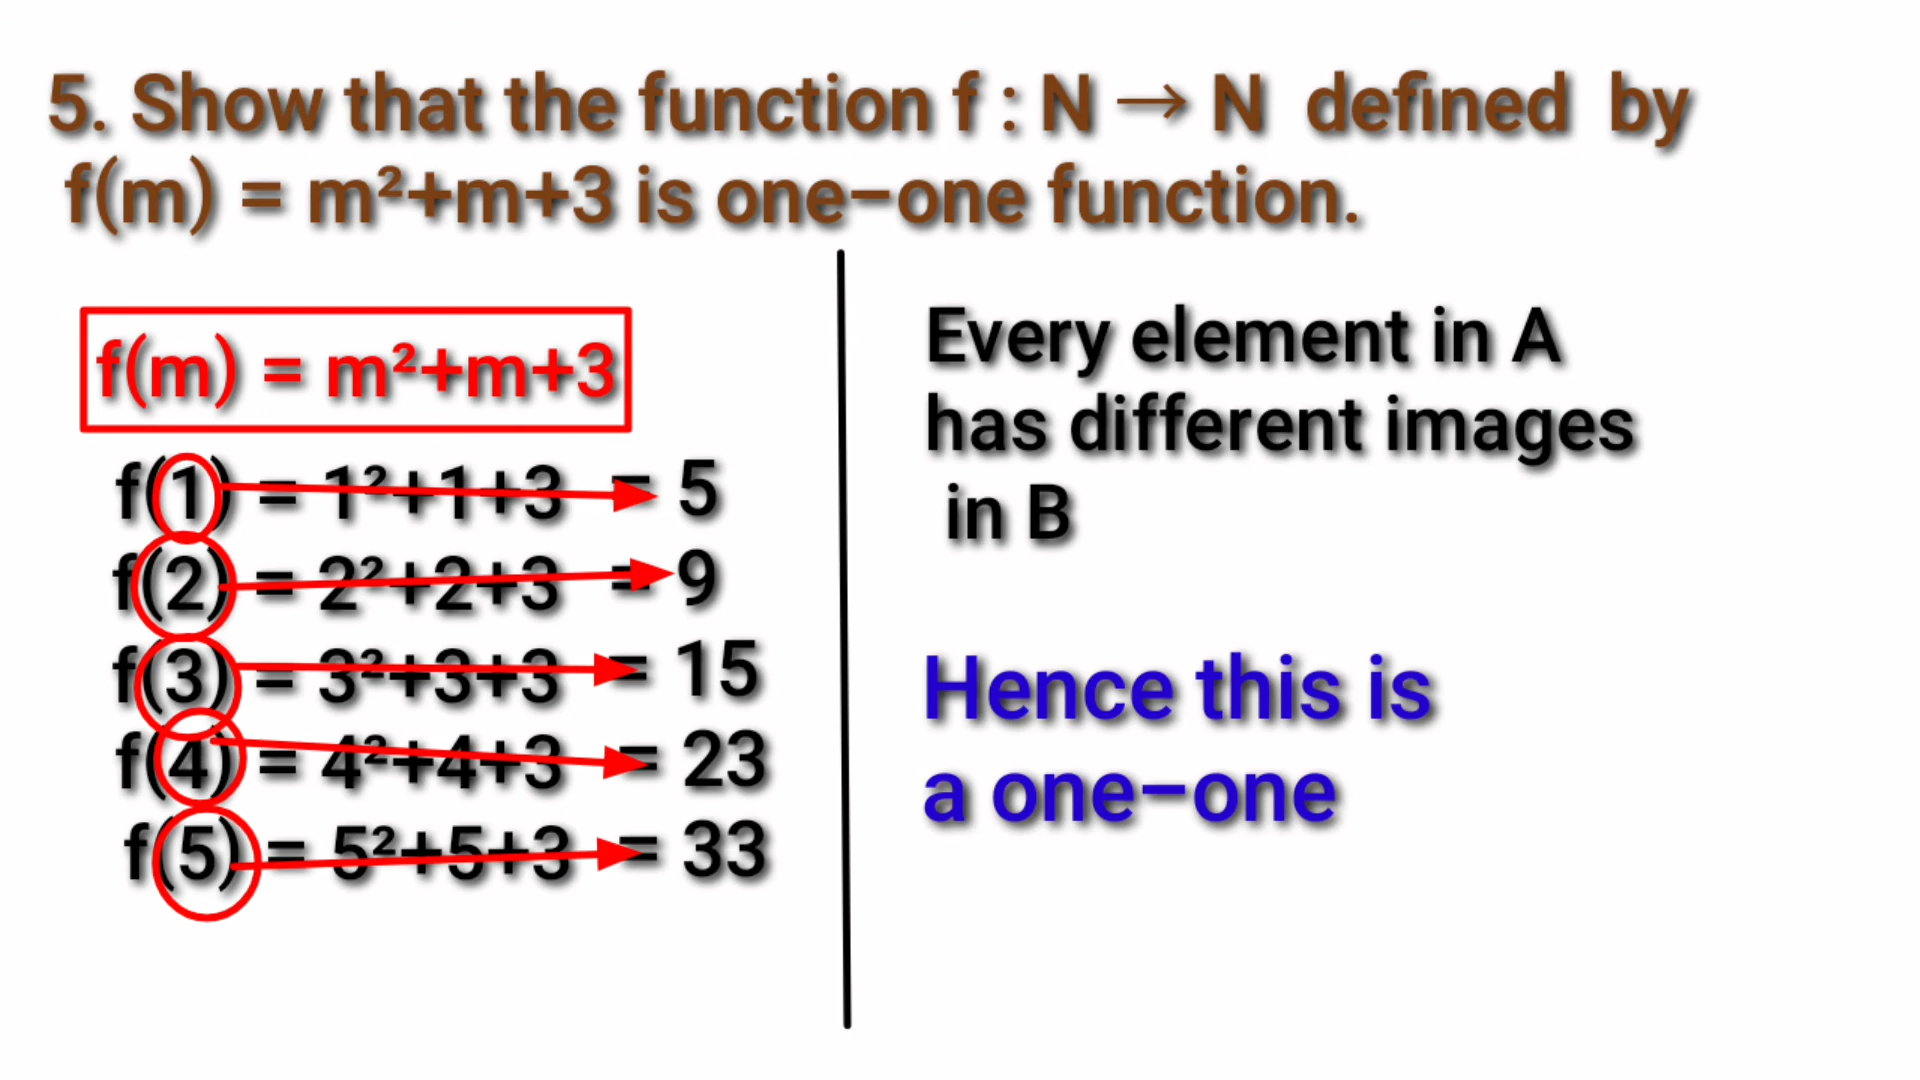 5. Show that the function f : N → N defined by
f(m) = m²+m+3 is one–one function.
f(m) = m²+m+3
f(1) = 1²+1+3 = 5
f(2) = 2²+2+3 = 9
f(3) = 3²+3+3 = 15
f(4) = 4²+4+3 = 23
f(5) = 5²+5+3 = 33
Every element in A
has different images
in B
Hence this is
a one–one